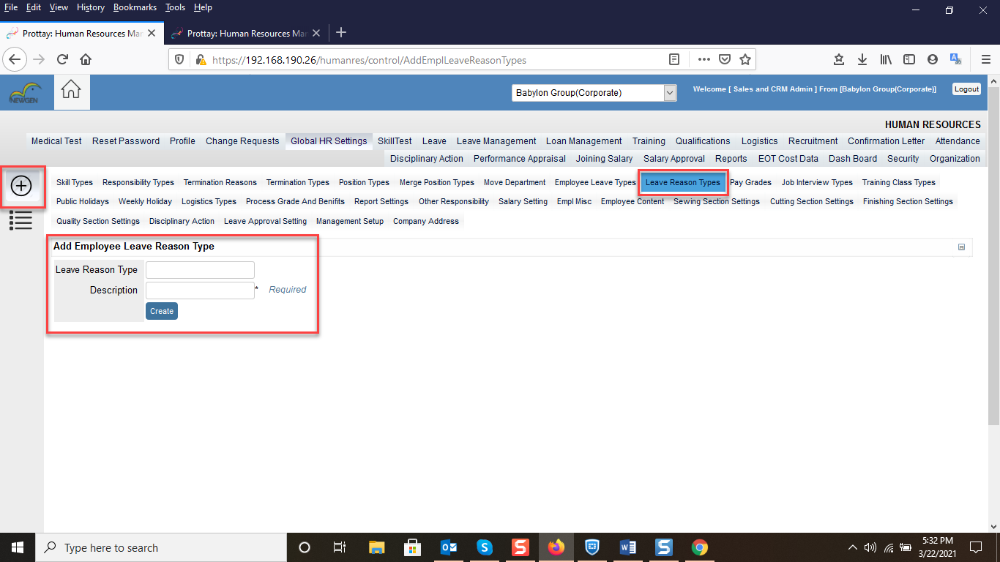 File Edit View History Bookmarks Tools Help
Prottay: Human Resources Mar Prottay: Human Resources Mar
https://192.168.190.26/humanres/control/AddEmplLeaveReasonTypes
NEWGEN Babylon Group(Corporate) Welcome [ Sales and CRM Admin ] From [Babylon Group(Corporate)] Logout
HUMAN RESOURCES
Medical Test Reset Password Profile Change Requests Global HR Settings SkillTest Leave Leave Management Loan Management Training Qualifications Logistics Recruitment Confirmation Letter Attendance
Disciplinary Action Performance Appraisal Joining Salary Salary Approval Reports EOT Cost Data Dash Board Security Organization
Skill Types Responsibility Types Termination Reasons Termination Types Position Types Merge Position Types Move Department Employee Leave Types Leave Reason Types Pay Grades Job Interview Types Training Class Types
Public Holidays Weekly Holiday Logistics Types Process Grade And Benifits Report Settings Other Responsibility Salary Setting Empl Misc Employee Content Sewing Section Settings Cutting Section Settings Finishing Section Settings
Quality Section Settings Disciplinary Action Leave Approval Setting Management Setup Company Address
Add Employee Leave Reason Type
Leave Reason Type
Description * Required
Create
Type here to search
5:32 PM
3/22/2021